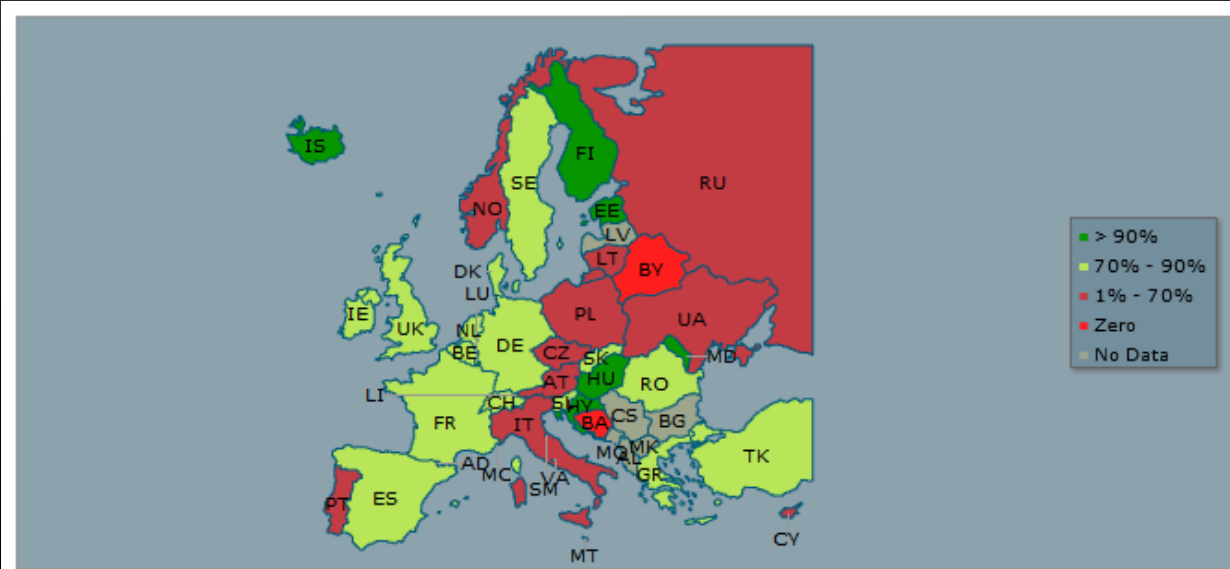 IS
FI
SE
RU
NO
EE
LV
LT
BY
DK
LU
IE
UK
NL
BE
DE
PL
UA
CZ
SK
MD
AT
HU
RO
LI
CH
SI
HY
FR
IT
BA
CS
BG
MO
AL
MK
GR
TK
AD
MC
SM
VA
PT
ES
MT
CY
> 90%
70% - 90%
1% - 70%
Zero
No Data